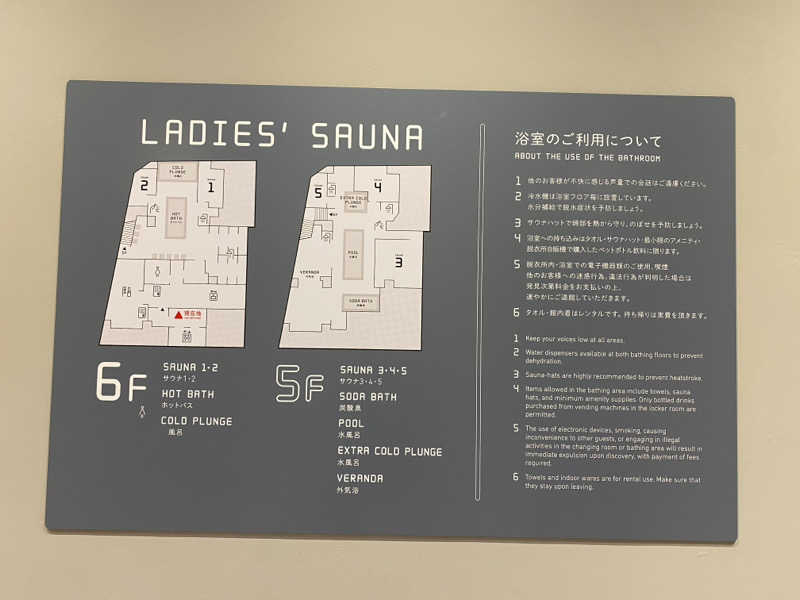 LADIES' SAUNA
COLD PLUNGE
2
1
HOT BATH
現在地
5
4
EXTRA COLD PLUNGE
POOL
3
VERANDA
SODA BATH
6F
SAUNA 1・2
サウナ1・2
HOT BATH
ホットバス
COLD PLUNGE
風呂
5F
SAUNA 3・4・5
サウナ3・4・5
SODA BATH
炭酸泉
POOL
水風呂
EXTRA COLD PLUNGE
水風呂
VERANDA
外気浴
浴室のご利用について
ABOUT THE USE OF THE BATHROOM
1 他のお客様が不快に感じる声量での会話はご遠慮ください。
2 冷水機は浴室フロア毎に設置しています。
水分補給で脱水症状を予防しましょう。
3 サウナハットで頭部を熱から守り、のぼせを予防しましょう。
4 浴室への持ち込みはタオル・サウナハット・最小限のアメニティ・
脱衣所自販機で購入したペットボトル飲料に限ります。
5 脱衣所内・浴室での電子機器類のご使用、喫煙
他のお客様への迷惑行為、違法行為が判明した場合は
発見次第料金をお支払いの上、
速やかにご退館していただきます。
6 タオル・館内着はレンタルです。持ち帰りは実費を頂きます。
1 Keep your voices low at all areas.
2 Water dispensers available at both bathing floors to prevent
dehydration.
3 Sauna-hats are highly recommended to prevent heatstroke.
4 Items allowed in the bathing area include towels, sauna
hats, and minimum amenity supplies. Only bottled drinks
purchased from vending machines in the locker room are
permitted.
5 The use of electronic devices, smoking, causing
inconvenience to other guests, or engaging in illegal
activities in the changing room or bathing area will result in
immediate expulsion upon discovery, with payment of fees
required.
6 Towels and indoor wares are for rental use. Make sure that
they stay upon leaving.